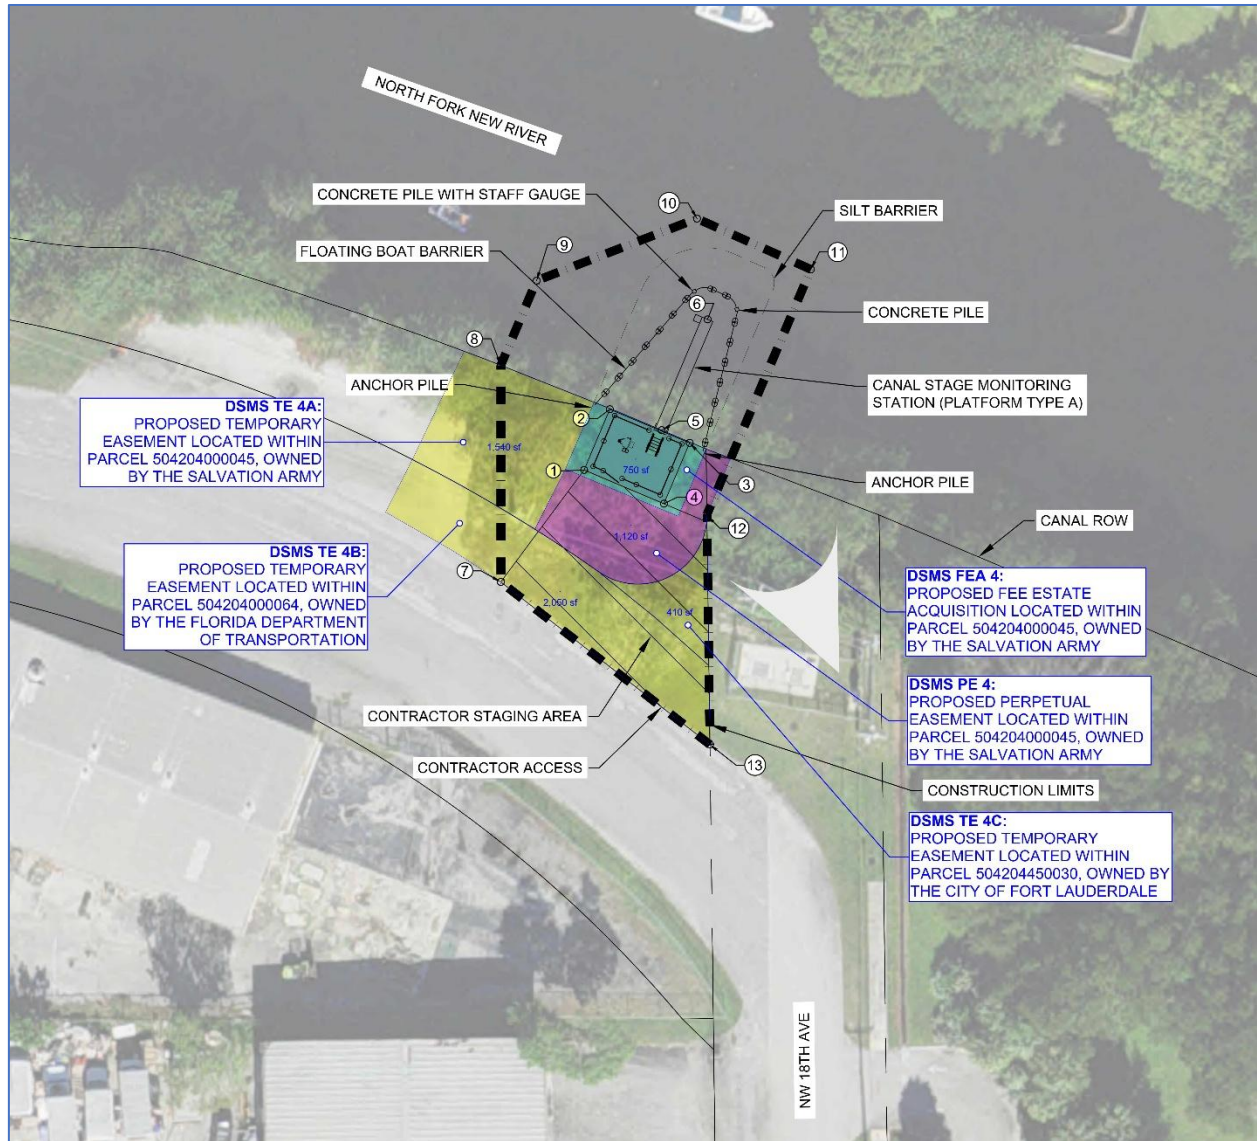 NORTH FORK NEW RIVER
CONCRETE PILE WITH STAFF GAUGE
10
SILT BARRIER
FLOATING BOAT BARRIER
9
11
6
CONCRETE PILE
8
ANCHOR PILE
CANAL STAGE MONITORING
STATION (PLATFORM TYPE A)
2
5
DSMS TE 4A:
PROPOSED TEMPORARY
EASEMENT LOCATED WITHIN
PARCEL 504204000045, OWNED
BY THE SALVATION ARMY
1,540 sf
1
750 sf
3
4
ANCHOR PILE
12
CANAL ROW
1,120 sf
DSMS TE 4B:
PROPOSED TEMPORARY
EASEMENT LOCATED WITHIN
PARCEL 504204000064, OWNED
BY THE FLORIDA DEPARTMENT
OF TRANSPORTATION
7
2,060 sf
410 sf
DSMS FEA 4:
PROPOSED FEE ESTATE
ACQUISITION LOCATED WITHIN
PARCEL 504204000045, OWNED
BY THE SALVATION ARMY
DSMS PE 4:
PROPOSED PERPETUAL
EASEMENT LOCATED WITHIN
PARCEL 504204000045, OWNED
BY THE SALVATION ARMY
CONTRACTOR STAGING AREA
CONTRACTOR ACCESS
13
CONSTRUCTION LIMITS
DSMS TE 4C:
PROPOSED TEMPORARY
EASEMENT LOCATED WITHIN
PARCEL 504204450030, OWNED BY
THE CITY OF FORT LAUDERDALE
NW 18TH AVE